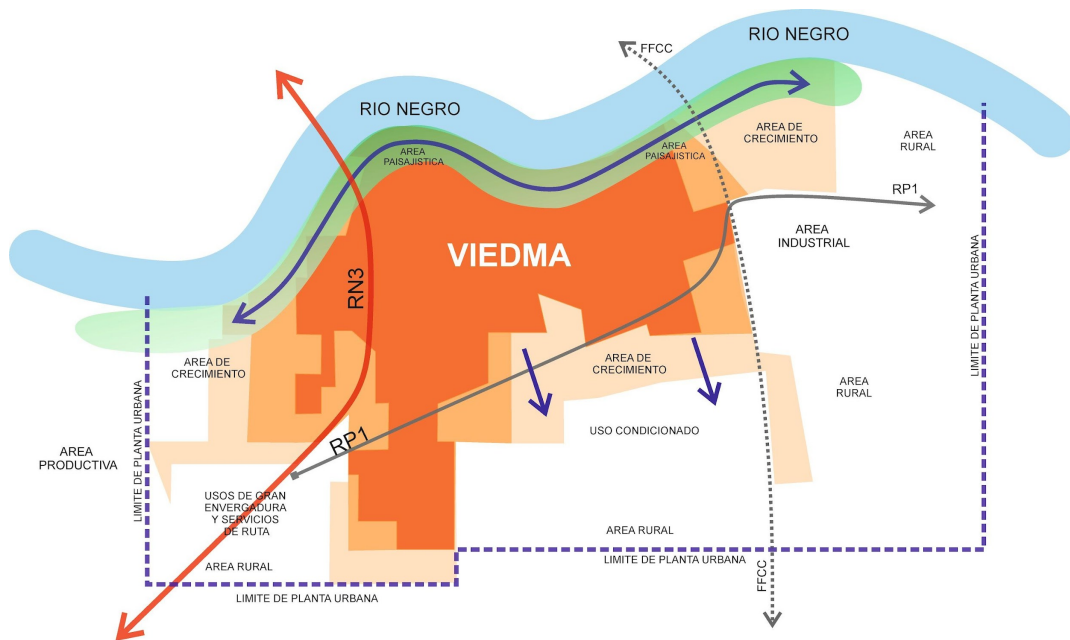 RIO NEGRO
FFCC
RIO NEGRO
AREA DE
CRECIMIENTO
AREA
RURAL
AREA
PAISAJISTICA
AREA
PAISAJISTICA
RP1
AREA
INDUSTRIAL
VIEDMA
RN3
LIMITE DE PLANTA URBANA
AREA DE
CRECIMIENTO
AREA DE
CRECIMIENTO
AREA
RURAL
LIMITE DE PLANTA URBANA
RP1
USO CONDICIONADO
AREA
PRODUCTIVA
USOS DE GRAN
ENVERGADURA
Y SERVICIOS
DE RUTA
AREA RURAL
LIMITE DE PLANTA URBANA
AREA RURAL
FFCC
LIMITE DE PLANTA URBANA